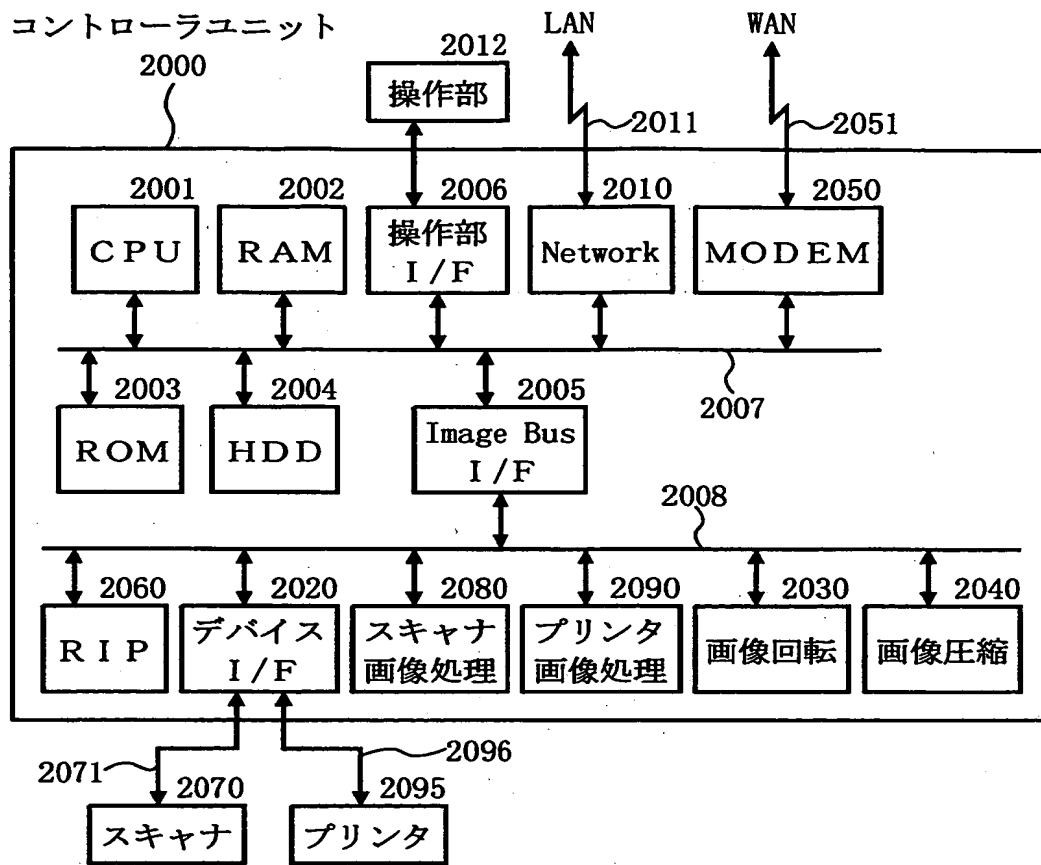 コントローラユニット
LAN
WAN
2000
2012
操作部
2011
2051
2001
2002
2006
2010
2050
CPU
RAM
操作部
I/F
Network
MODEM
2003
2004
2005
2007
ROM
HDD
Image Bus
I/F
2008
2060
2020
2080
2090
2030
2040
RIP
デバイス
I/F
スキャナ
画像処理
プリンタ
画像処理
画像回転
画像圧縮
2071
2096
2070
2095
スキャナ
プリンタ